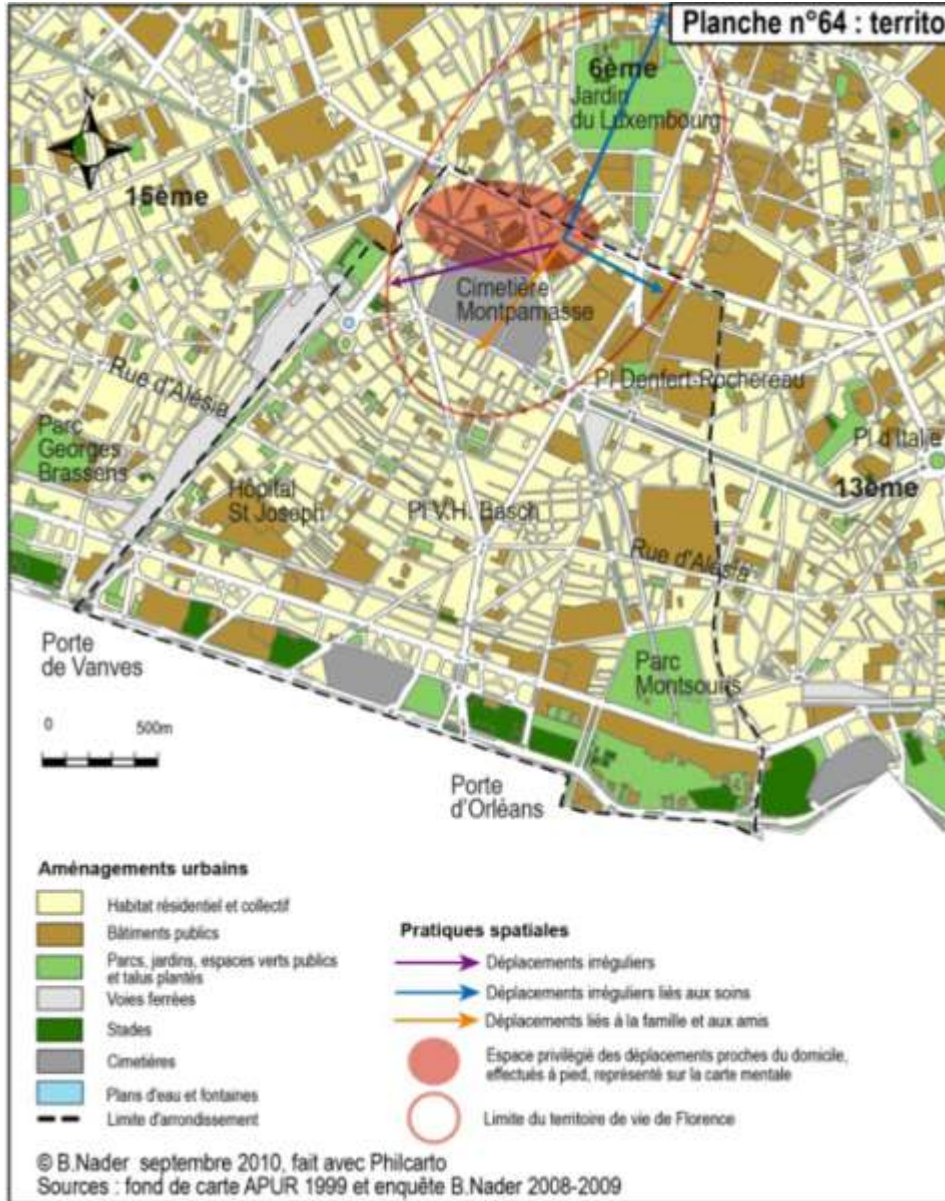 Planche n°64 : territo
6ème
Jardin
du Luxembourg
15ème
Cimetière
Montparnasse
Rue d'Alésia
Pl Denfert-Rochereau
Parc
Georges
Brassens
Pl d'Italie
Hôpital
St Joseph
Pl V.H. Basch
13ème
Rue d'Alésia
Porte
de Vanves
Parc
Montsouris
0 500m
Porte
d'Orléans
Aménagements urbains
Habitat résidentiel et collectif
Bâtiments publics
Parcs, jardins, espaces verts publics
et talus plantés
Voies ferrées
Stades
Cimetières
Plans d'eau et fontaines
Limite d'arrondissement
Pratiques spatiales
Déplacements irréguliers
Déplacements irréguliers liés aux soins
Déplacements liés à la famille et aux amis
Espace privilégié des déplacements proches du domicile,
effectués à pied, représenté sur la carte mentale
Limite du territoire de vie de Florence
© B.Nader septembre 2010, fait avec Philcarto
Sources : fond de carte APUR 1999 et enquête B.Nader 2008-2009